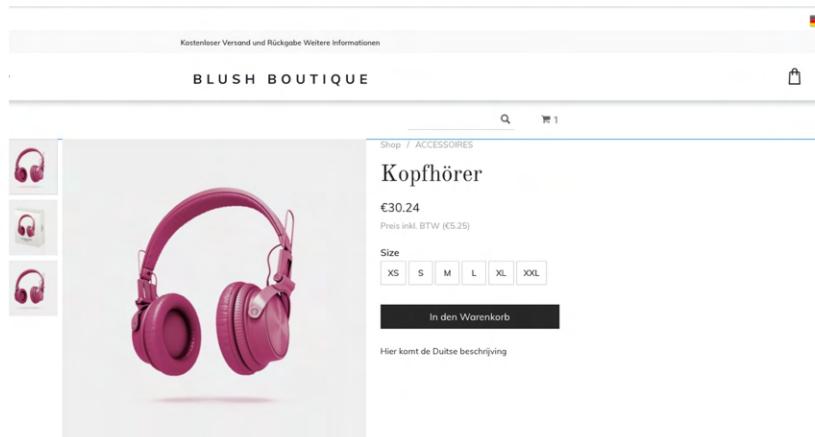 Kostenloser Versand und Rückgabe Weitere Informationen
BLUSH BOUTIQUE
1
Shop / ACCESSOIRES
Kopfhörer
€30.24
Preis inkl. BTW (€5.25)
Size
XS S M L XL XXL
In den Warenkorb
Hier komt de Duitse beschrijving